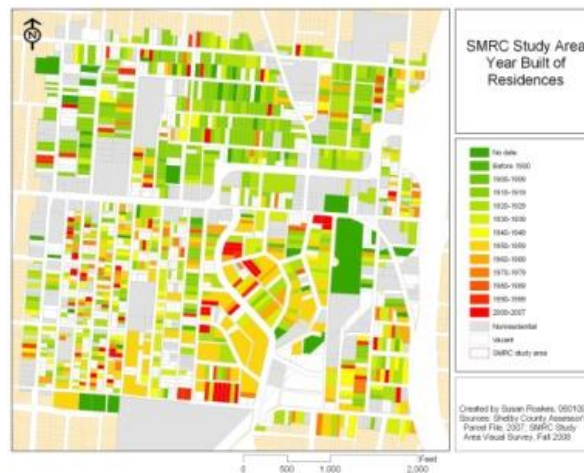 N
SMRC Study Area
Year Built of
Residences
No date
Before 1900
1900-1909
1910-1919
1920-1929
1930-1939
1940-1949
1950-1959
1960-1969
1970-1979
1980-1989
1990-1999
2000-2007
Nonresidential
Vacant
SMRC study area
Created by Susan Roakes, 060109
Sources: Shelby County Assessor's
Parcel File, 2007; SMRC Study
Area Visual Survey, Fall 2008
Feet
0 500 1,000 2,000